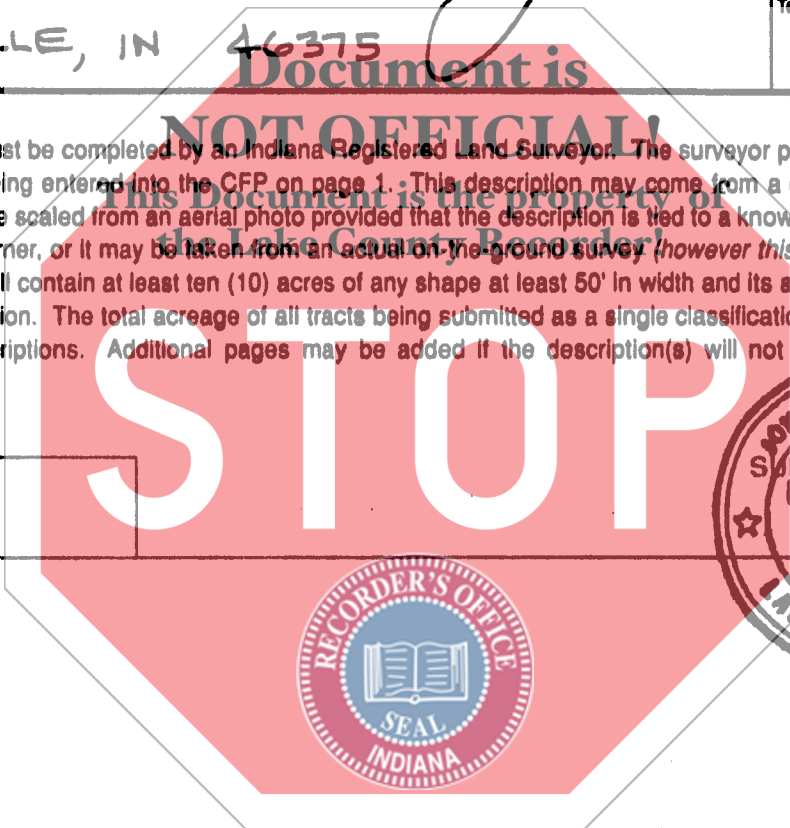 LLE, IN 46375
Document is
NOT OFFICIAL!
This Document is the property of
the Lake County Recorder!
st be completed by an Indiana Registered Land Surveyor. The surveyor p
ing entered into the CFP on page 1. This description may come from a
e scaled from an aerial photo provided that the description is tied to a know
ner, or it may be taken from an actual on-the-ground survey (however this
l contain at least ten (10) acres of any shape at least 50' in width and its a
ion. The total acreage of all tracts being submitted as a single classificatio
riptions. Additional pages may be added if the description(s) will not
STOP
RECORDER'S OFFICE
SEAL
INDIANA